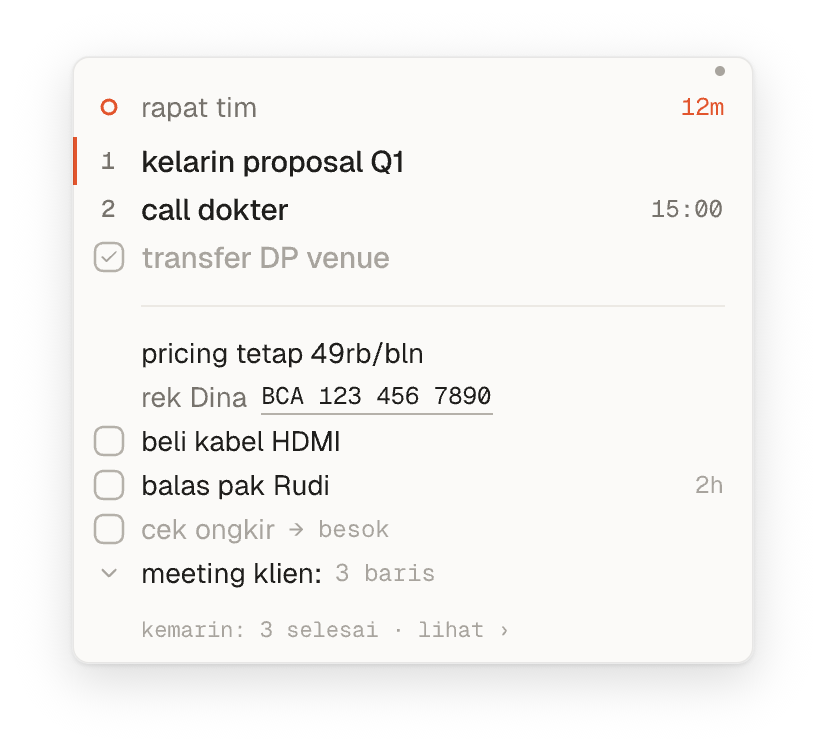 rapat tim 12m
1 kelarin proposal Q1
2 call dokter 15:00
transfer DP venue
pricing tetap 49rb/bln
rek Dina BCA 123 456 7890
beli kabel HDMI
balas pak Rudi 2h
cek ongkir → besok
meeting klien: 3 baris
kemarin: 3 selesai · lihat ›